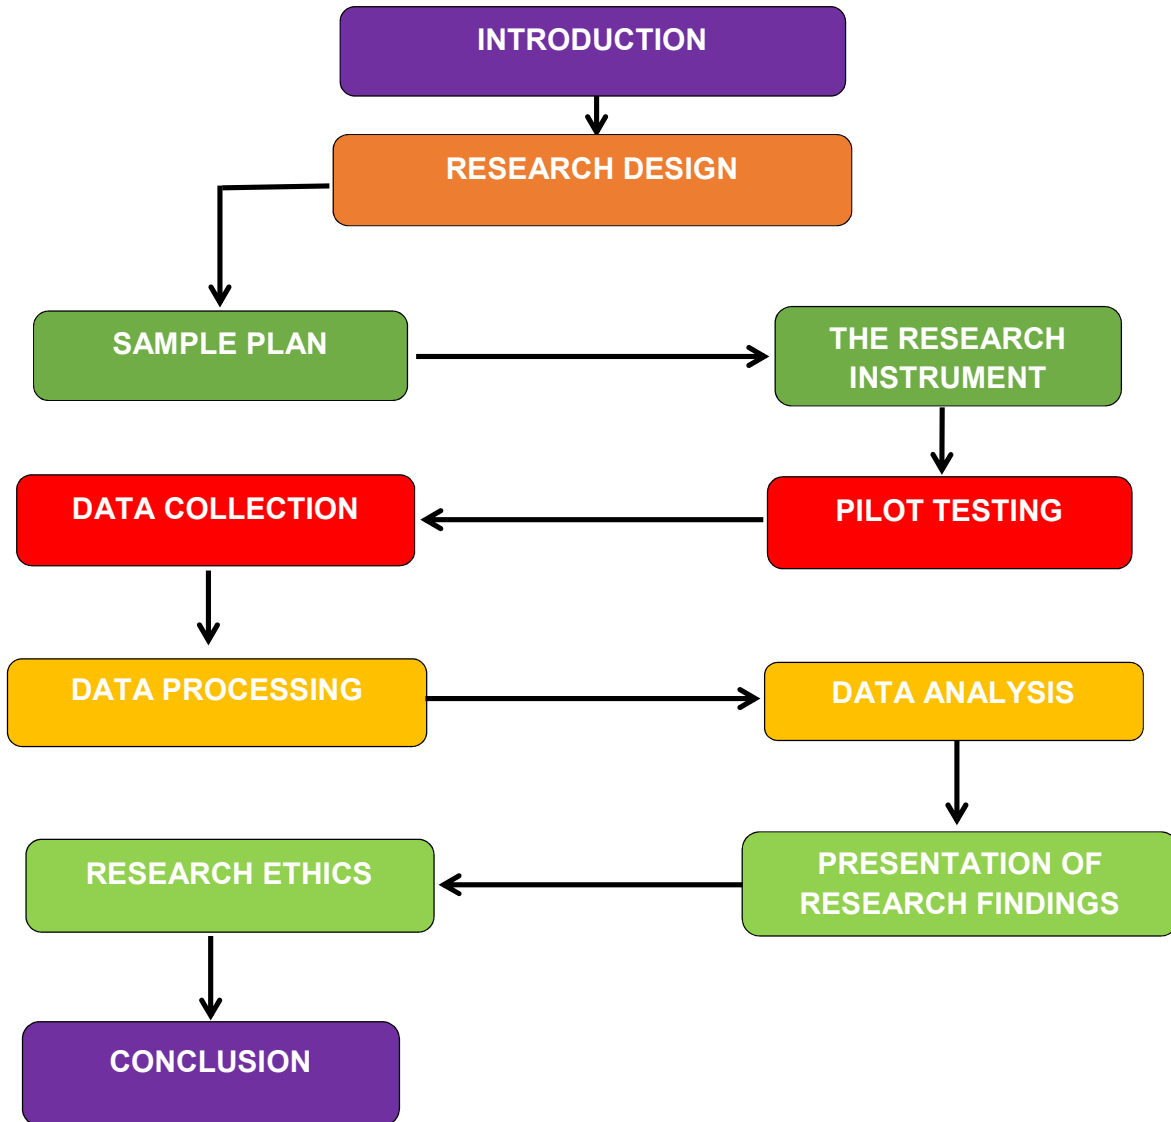 INTRODUCTION
RESEARCH DESIGN
SAMPLE PLAN
THE RESEARCH
INSTRUMENT
PILOT TESTING
DATA COLLECTION
DATA PROCESSING
DATA ANALYSIS
PRESENTATION OF
RESEARCH FINDINGS
RESEARCH ETHICS
CONCLUSION